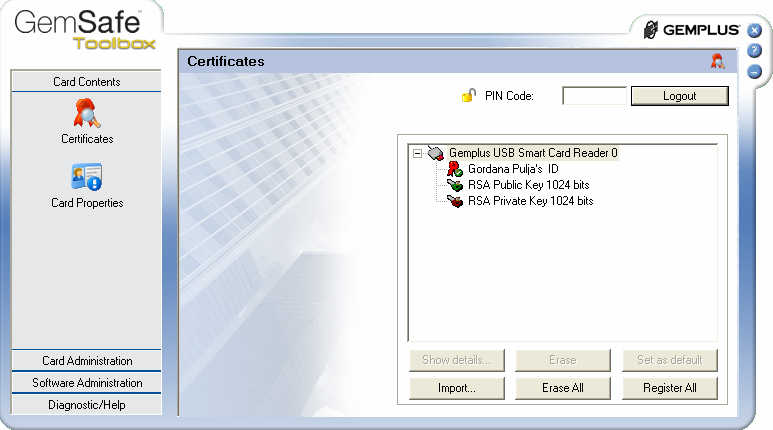 GemSafe™
Toolbox
GEMPLUS
Certificates
Card Contents
Certificates
Card Properties
Card Administration
Software Administration
Diagnostic/Help
PIN Code:
Logout
Gemplus USB Smart Card Reader 0
Gordana Pulja's ID
RSA Public Key 1024 bits
RSA Private Key 1024 bits
Show details...
Erase
Set as default
Import...
Erase All
Register All